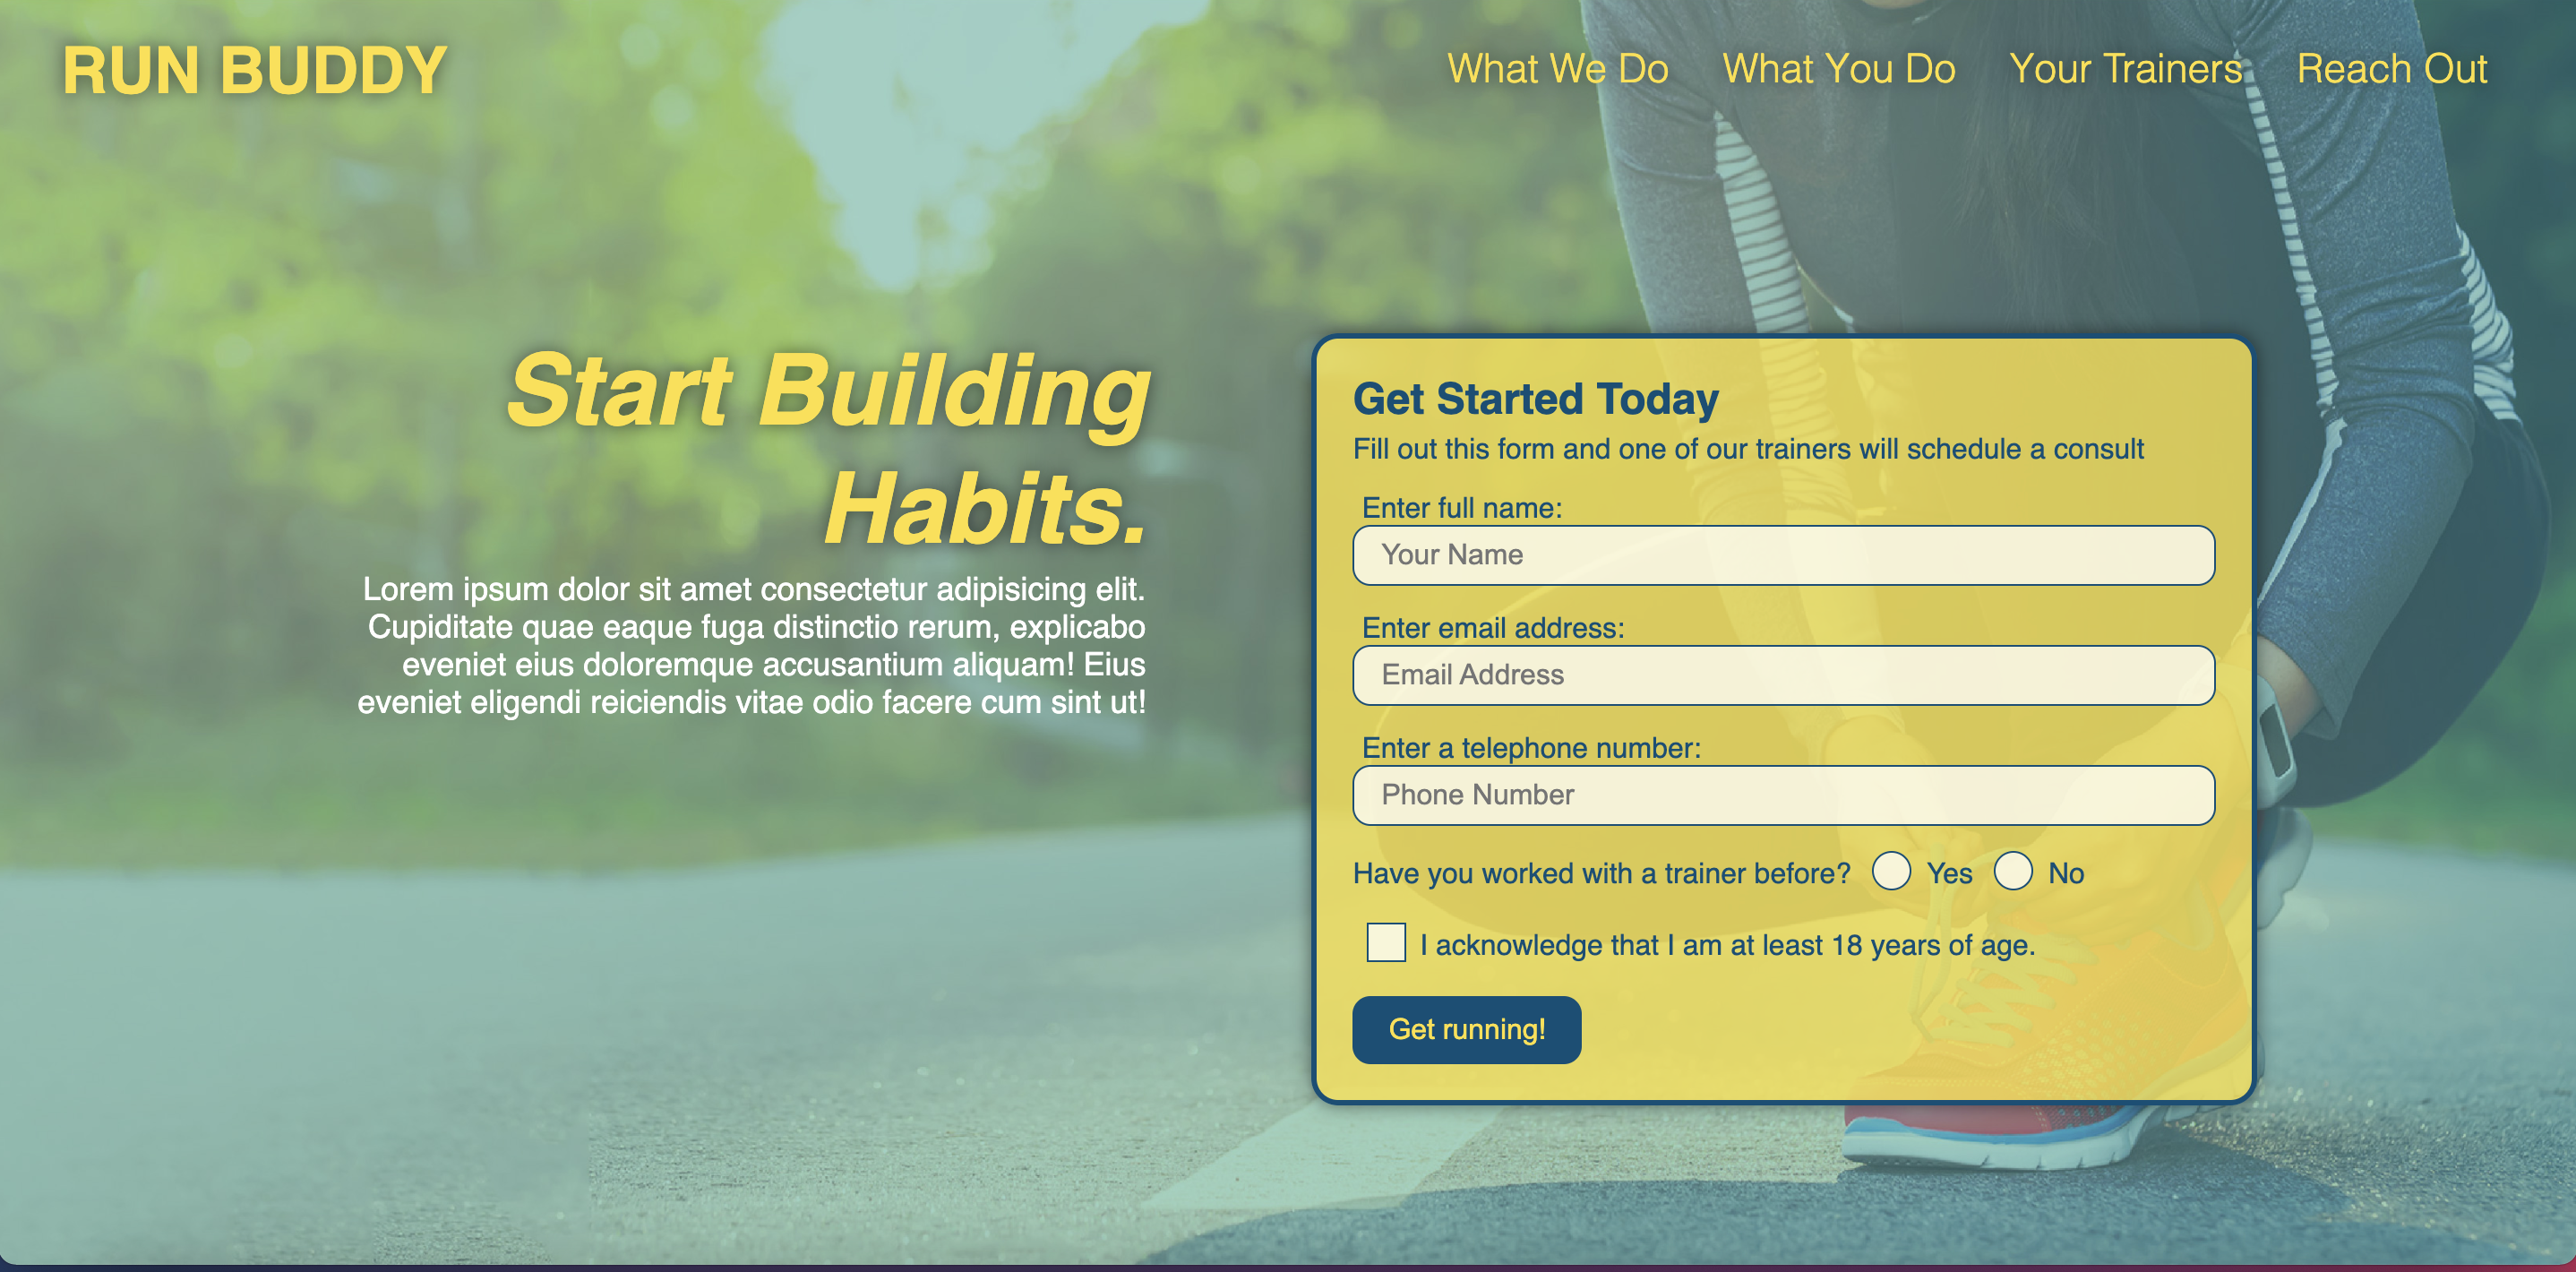 RUN BUDDY
What We Do
What You Do
Your Trainers
Reach Out
Start Building
Habits.
Lorem ipsum dolor sit amet consectetur adipisicing elit.
Cupiditate quae eaque fuga distinctio rerum, explicabo
eveniet eius doloremque accusantium aliquam! Eius
eveniet eligendi reiciendis vitae odio facere cum sint ut!
Get Started Today
Fill out this form and one of our trainers will schedule a consult
Enter full name:
Your Name
Enter email address:
Email Address
Enter a telephone number:
Phone Number
Have you worked with a trainer before? Yes No
I acknowledge that I am at least 18 years of age.
Get running!